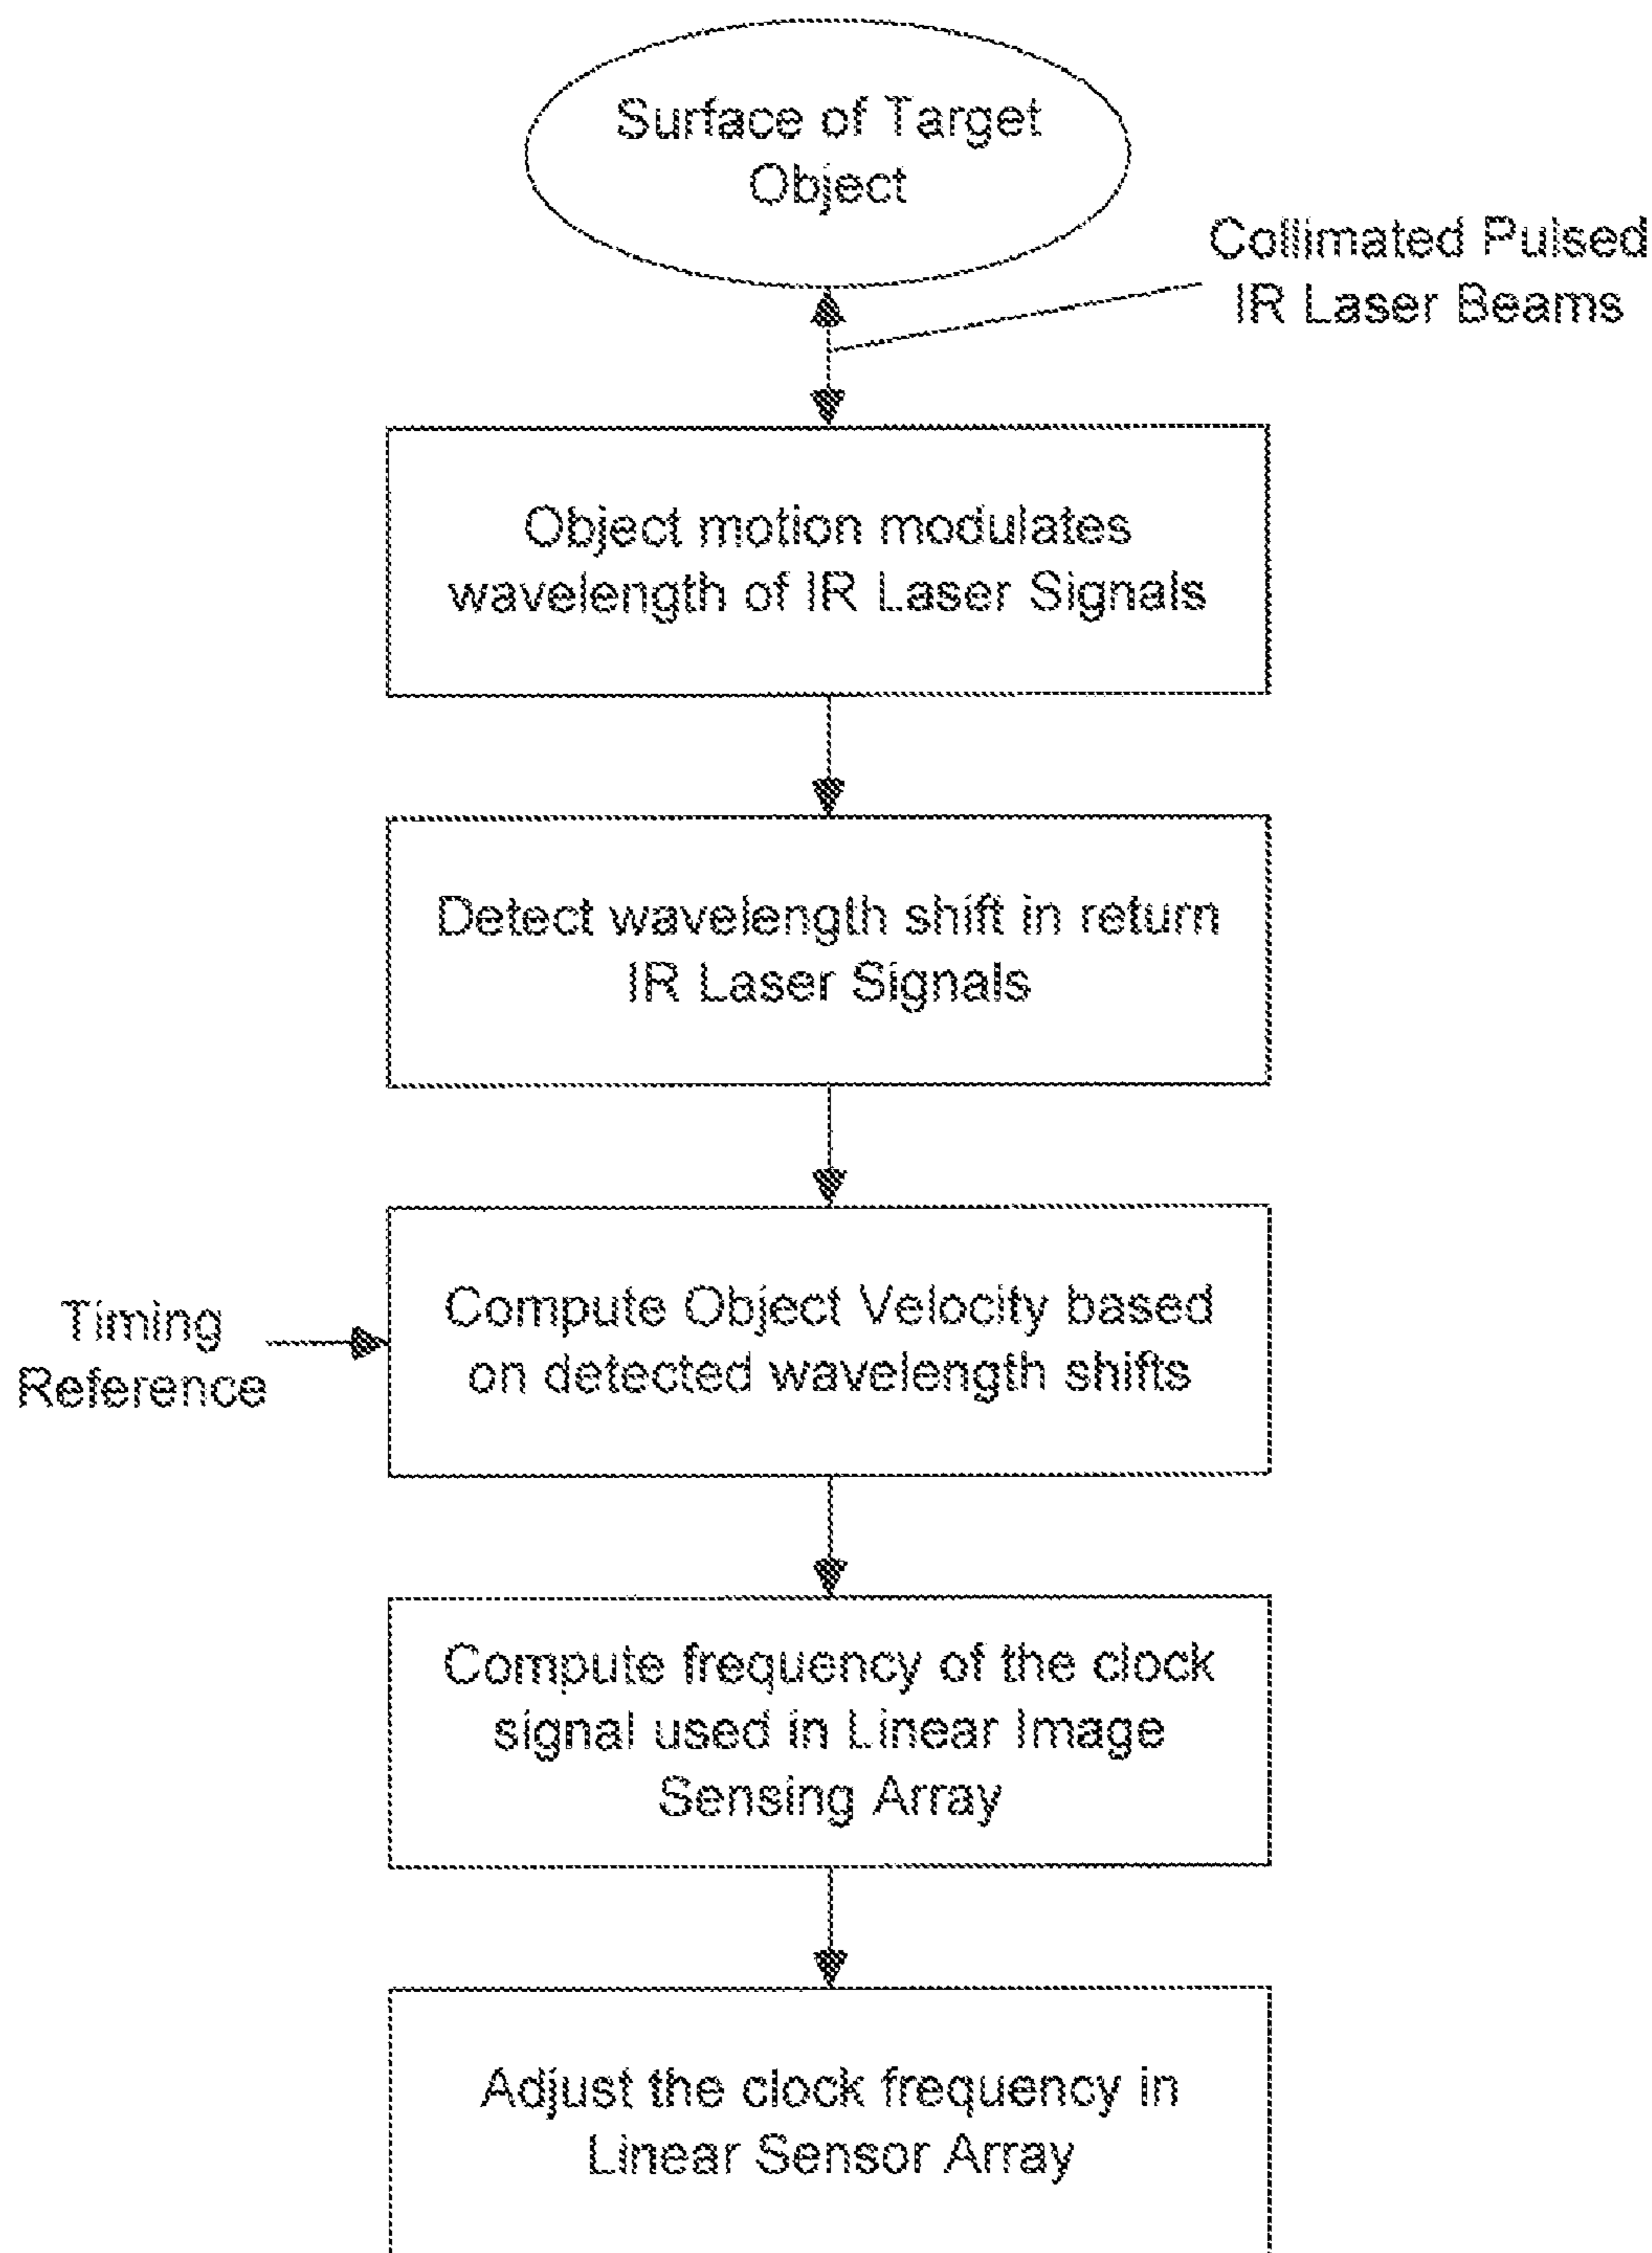 Surface of Target
Object
Collimated Pulsed
IR Laser Beams
Object motion modulates
wavelength of IR Laser Signals
Detect wavelength shift in return
IR Laser Signals
Timing
Reference
Compute Object Velocity based
on detected wavelength shifts
Compute frequency of the clock
signal used in Linear Image
Sensing Array
Adjust the clock frequency in
Linear Sensor Array